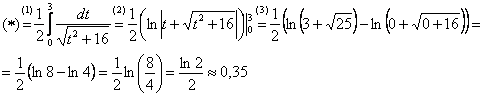 (*) (1)= 1/2 ∫₀³ dt/√(t²+16) (2)= 1/2 (ln|t+√(t²+16)|)|₀³ (3)= 1/2 (ln(3+√25)−ln(0+√(0+16))) =
= 1/2 (ln 8−ln 4) = 1/2 ln(8/4) = ln 2/2 ≈ 0,35